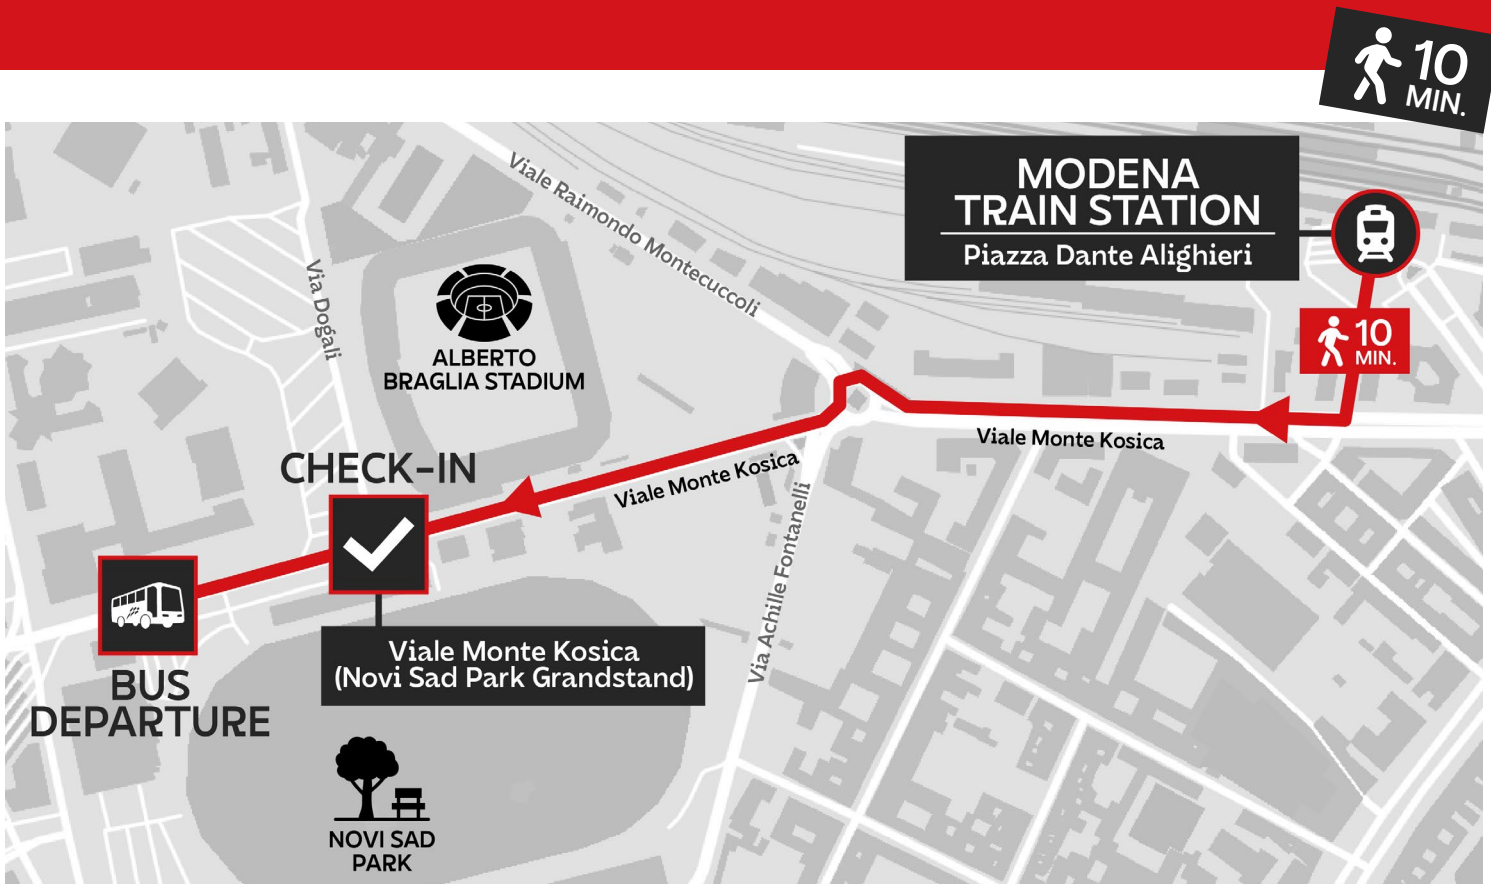 10
MIN.
MODENA
TRAIN STATION
Piazza Dante Alighieri
10
MIN.
Viale Raimondo Montecuccoli
Via Dogali
ALBERTO
BRAGLIA STADIUM
Viale Monte Kosica
Viale Monte Kosica
CHECK-IN
Via Achille Fontanelli
Viale Monte Kosica
(Novi Sad Park Grandstand)
BUS
DEPARTURE
NOVI SAD
PARK